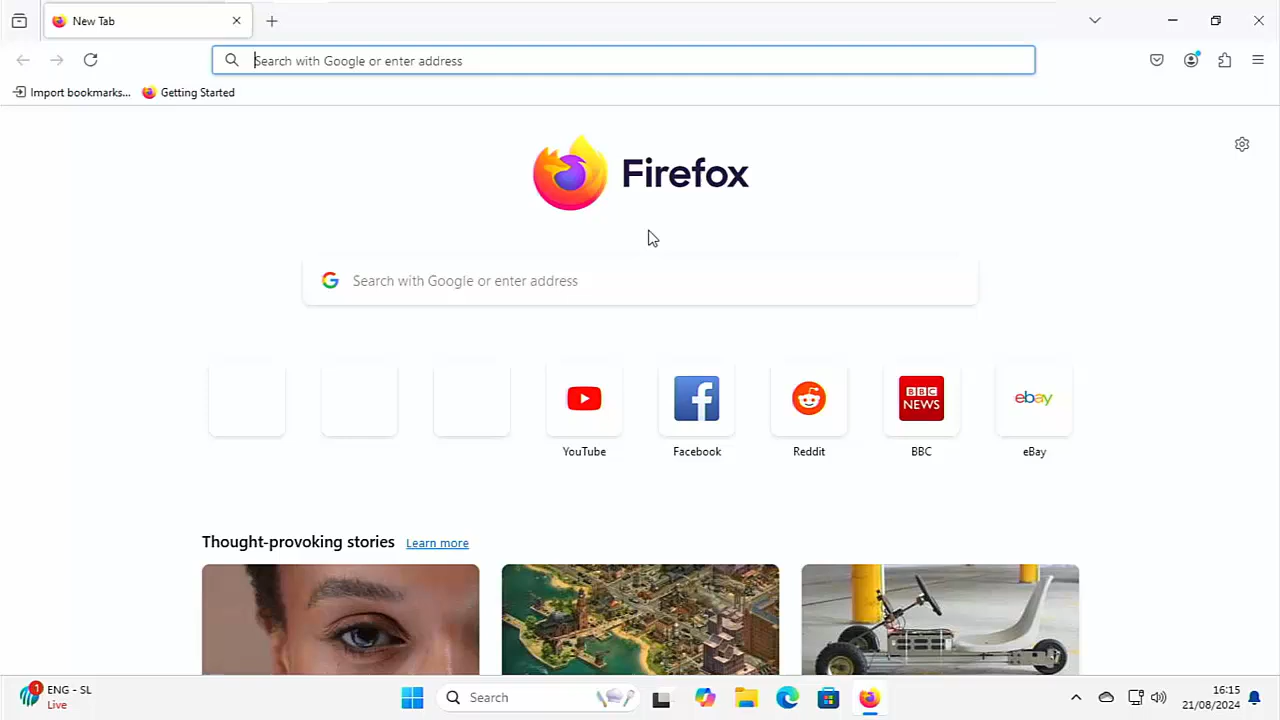 New Tab
Search with Google or enter address
Import bookmarks...
Getting Started
Firefox
Search with Google or enter address
BBC
NEWS
ebay
YouTube
Facebook
Reddit
BBC
eBay
Thought-provoking stories Learn more
1
ENG - SL
Live
Search
16:15
21/08/2024